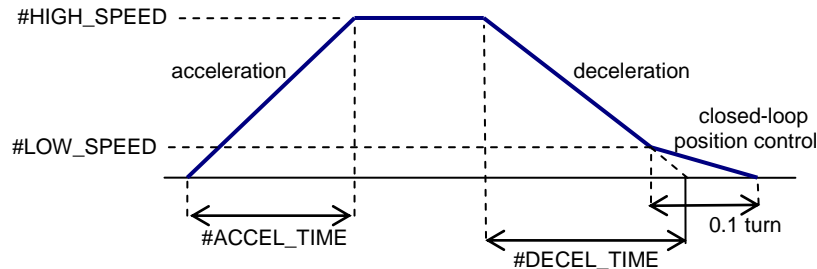 #HIGH_SPEED
acceleration
deceleration
closed-loop
position control
#LOW_SPEED
0.1 turn
#ACCEL_TIME
#DECEL_TIME